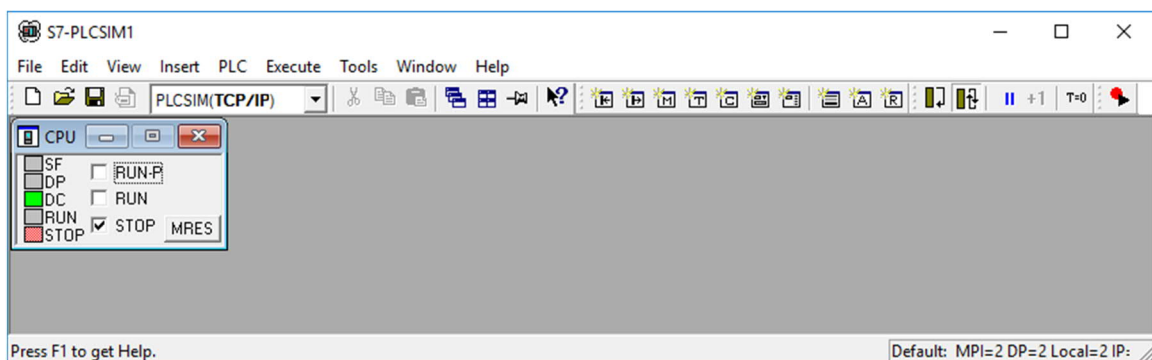 S7-PLCSIM1
File Edit View Insert PLC Execute Tools Window Help
PLCSIM(TCP/IP) +1 T=0
CPU
SF
DP
DC
RUN
STOP
RUN-P
RUN
STOP MRES
Press F1 to get Help. Default: MPI=2 DP=2 Local=2 IP: